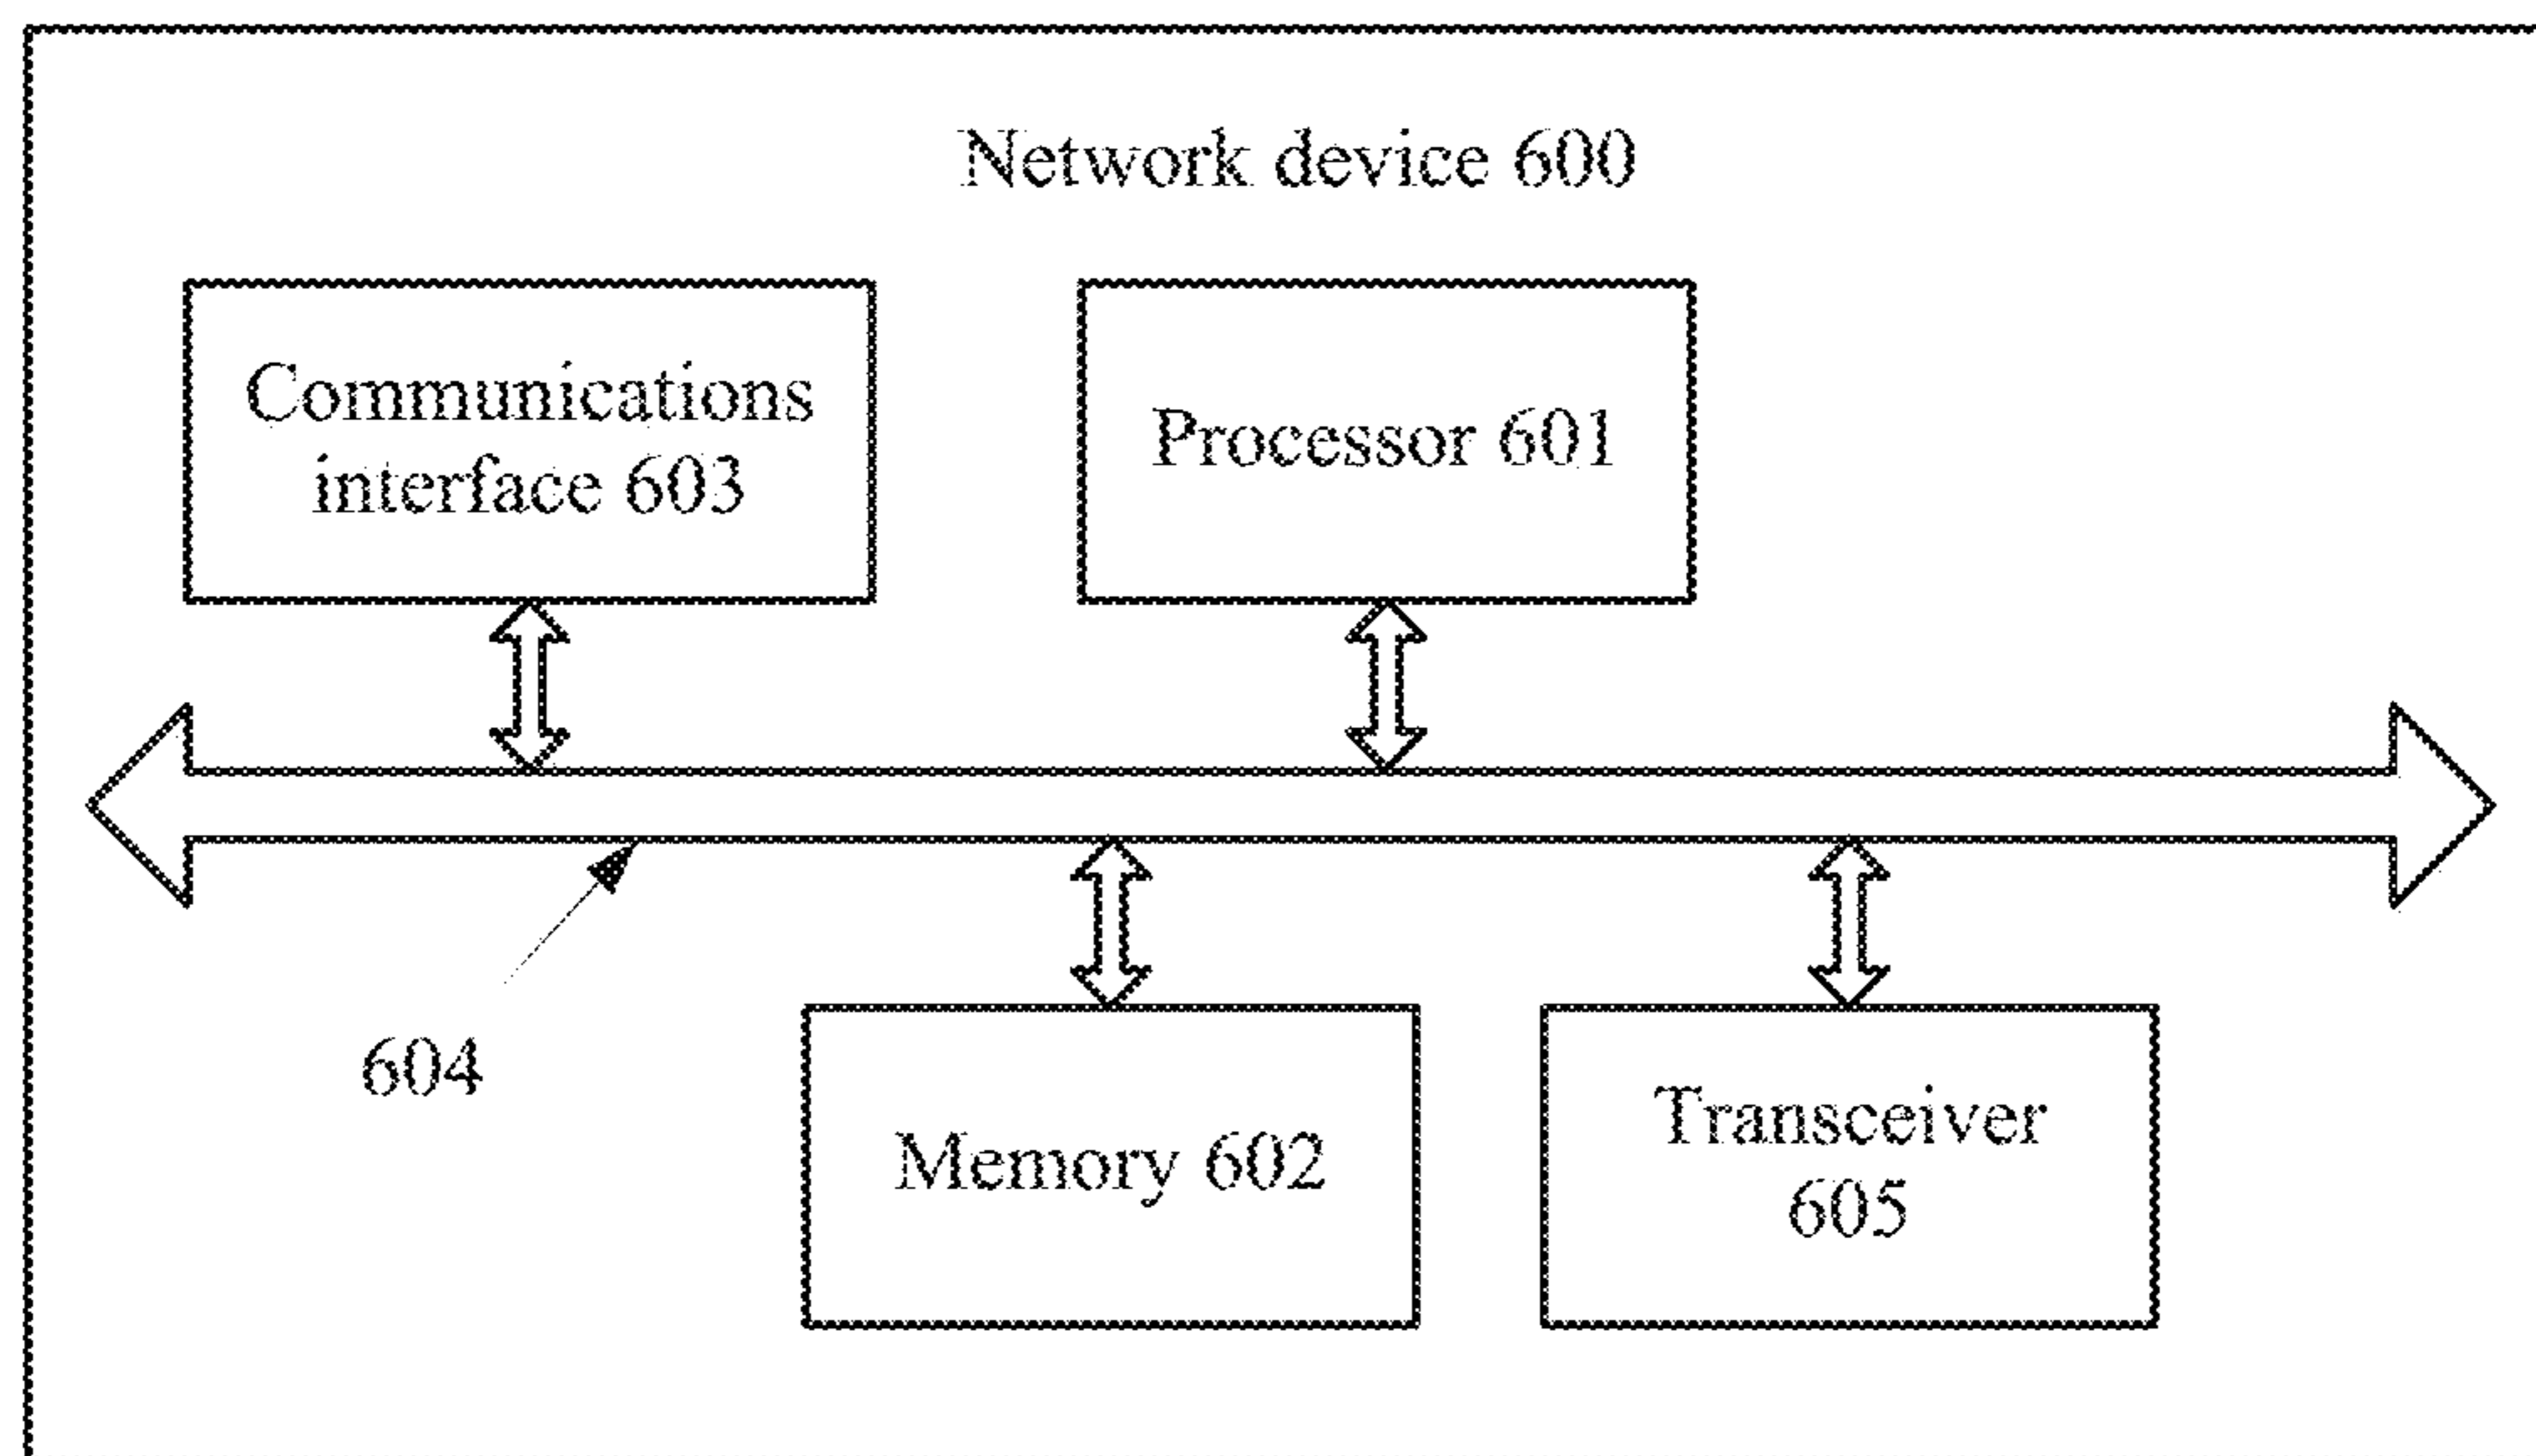 Network device 600
Communications
interface 603
Processor 601
604
Memory 602
Transceiver
605